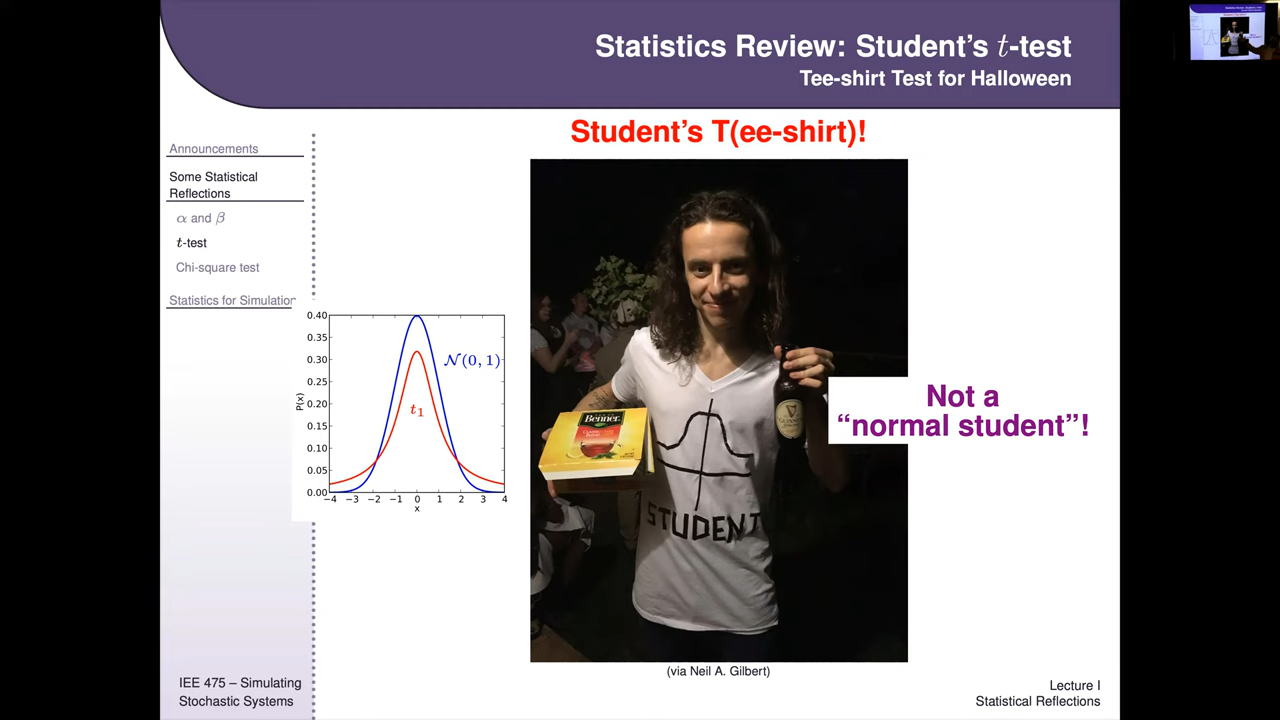 Statistics Review: Student's t-test
Tee-shirt Test for Halloween
Announcements
Some Statistical
Reflections
α and β
t-test
Chi-square test
Statistics for Simulation
Student's T(ee-shirt)!
0.40
0.35
0.30
0.25
0.20
0.15
0.10
0.05
0.00
P(x)
−4 −3 −2 −1 0 1 2 3 4
x
N(0, 1)
t1
Benner
GUINNESS
STUDENT
Not a
“normal student”!
(via Neil A. Gilbert)
IEE 475 – Simulating
Stochastic Systems
Lecture I
Statistical Reflections